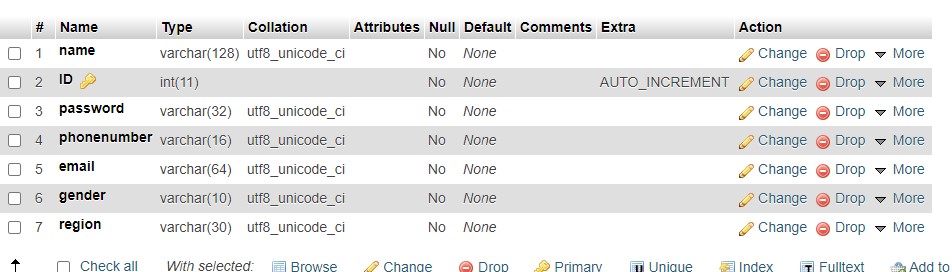 # Name Type Collation Attributes Null Default Comments Extra Action
1 name varchar(128) utf8_unicode_ci No None Change Drop More
2 ID int(11) No None AUTO_INCREMENT Change Drop More
3 password varchar(32) utf8_unicode_ci No None Change Drop More
4 phonenumber varchar(16) utf8_unicode_ci No None Change Drop More
5 email varchar(64) utf8_unicode_ci No None Change Drop More
6 gender varchar(10) utf8_unicode_ci No None Change Drop More
7 region varchar(30) utf8_unicode_ci No None Change Drop More
Check all With selected: Browse Change Drop Primary Unique Index Fulltext Add to